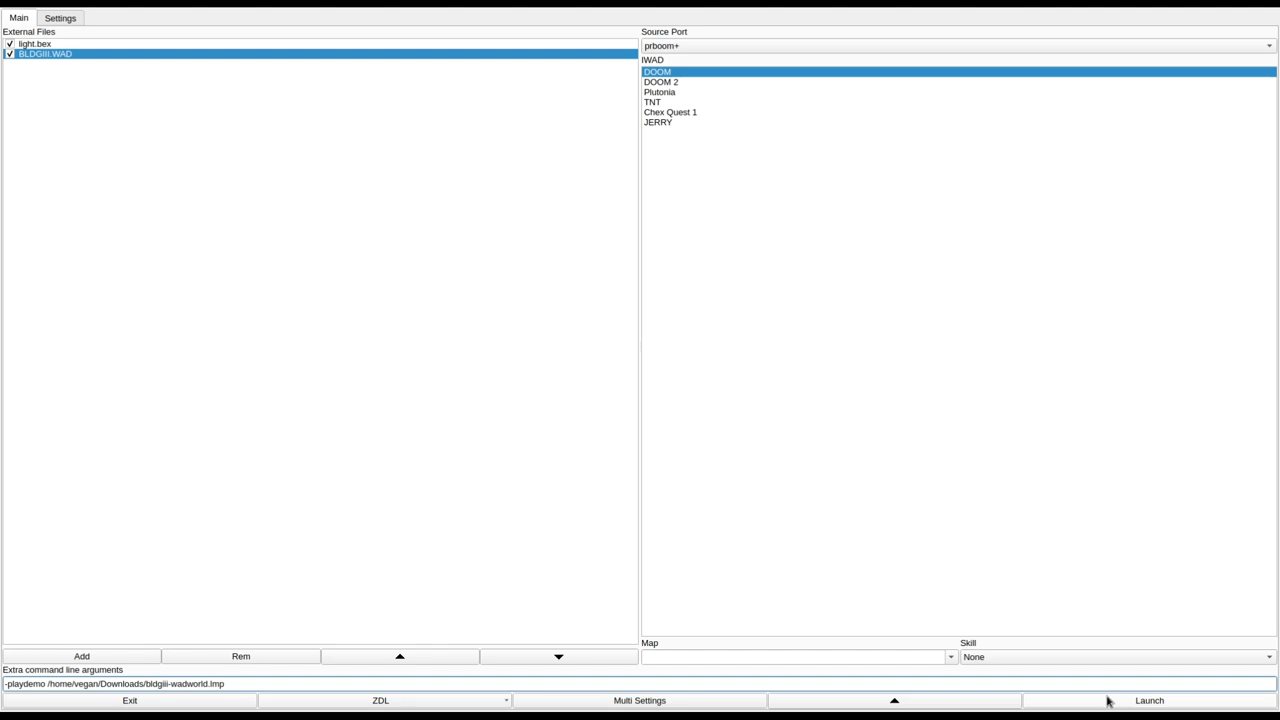 Main Settings
External Files
light.bex
BLDGIII.WAD
Source Port
prboom+
IWAD
DOOM
DOOM 2
Plutonia
TNT
Chex Quest 1
JERRY
Map Skill
None
Add Rem
Extra command line arguments
-playdemo /home/vegan/Downloads/bldgiii-wadworld.lmp
Exit ZDL Multi Settings Launch